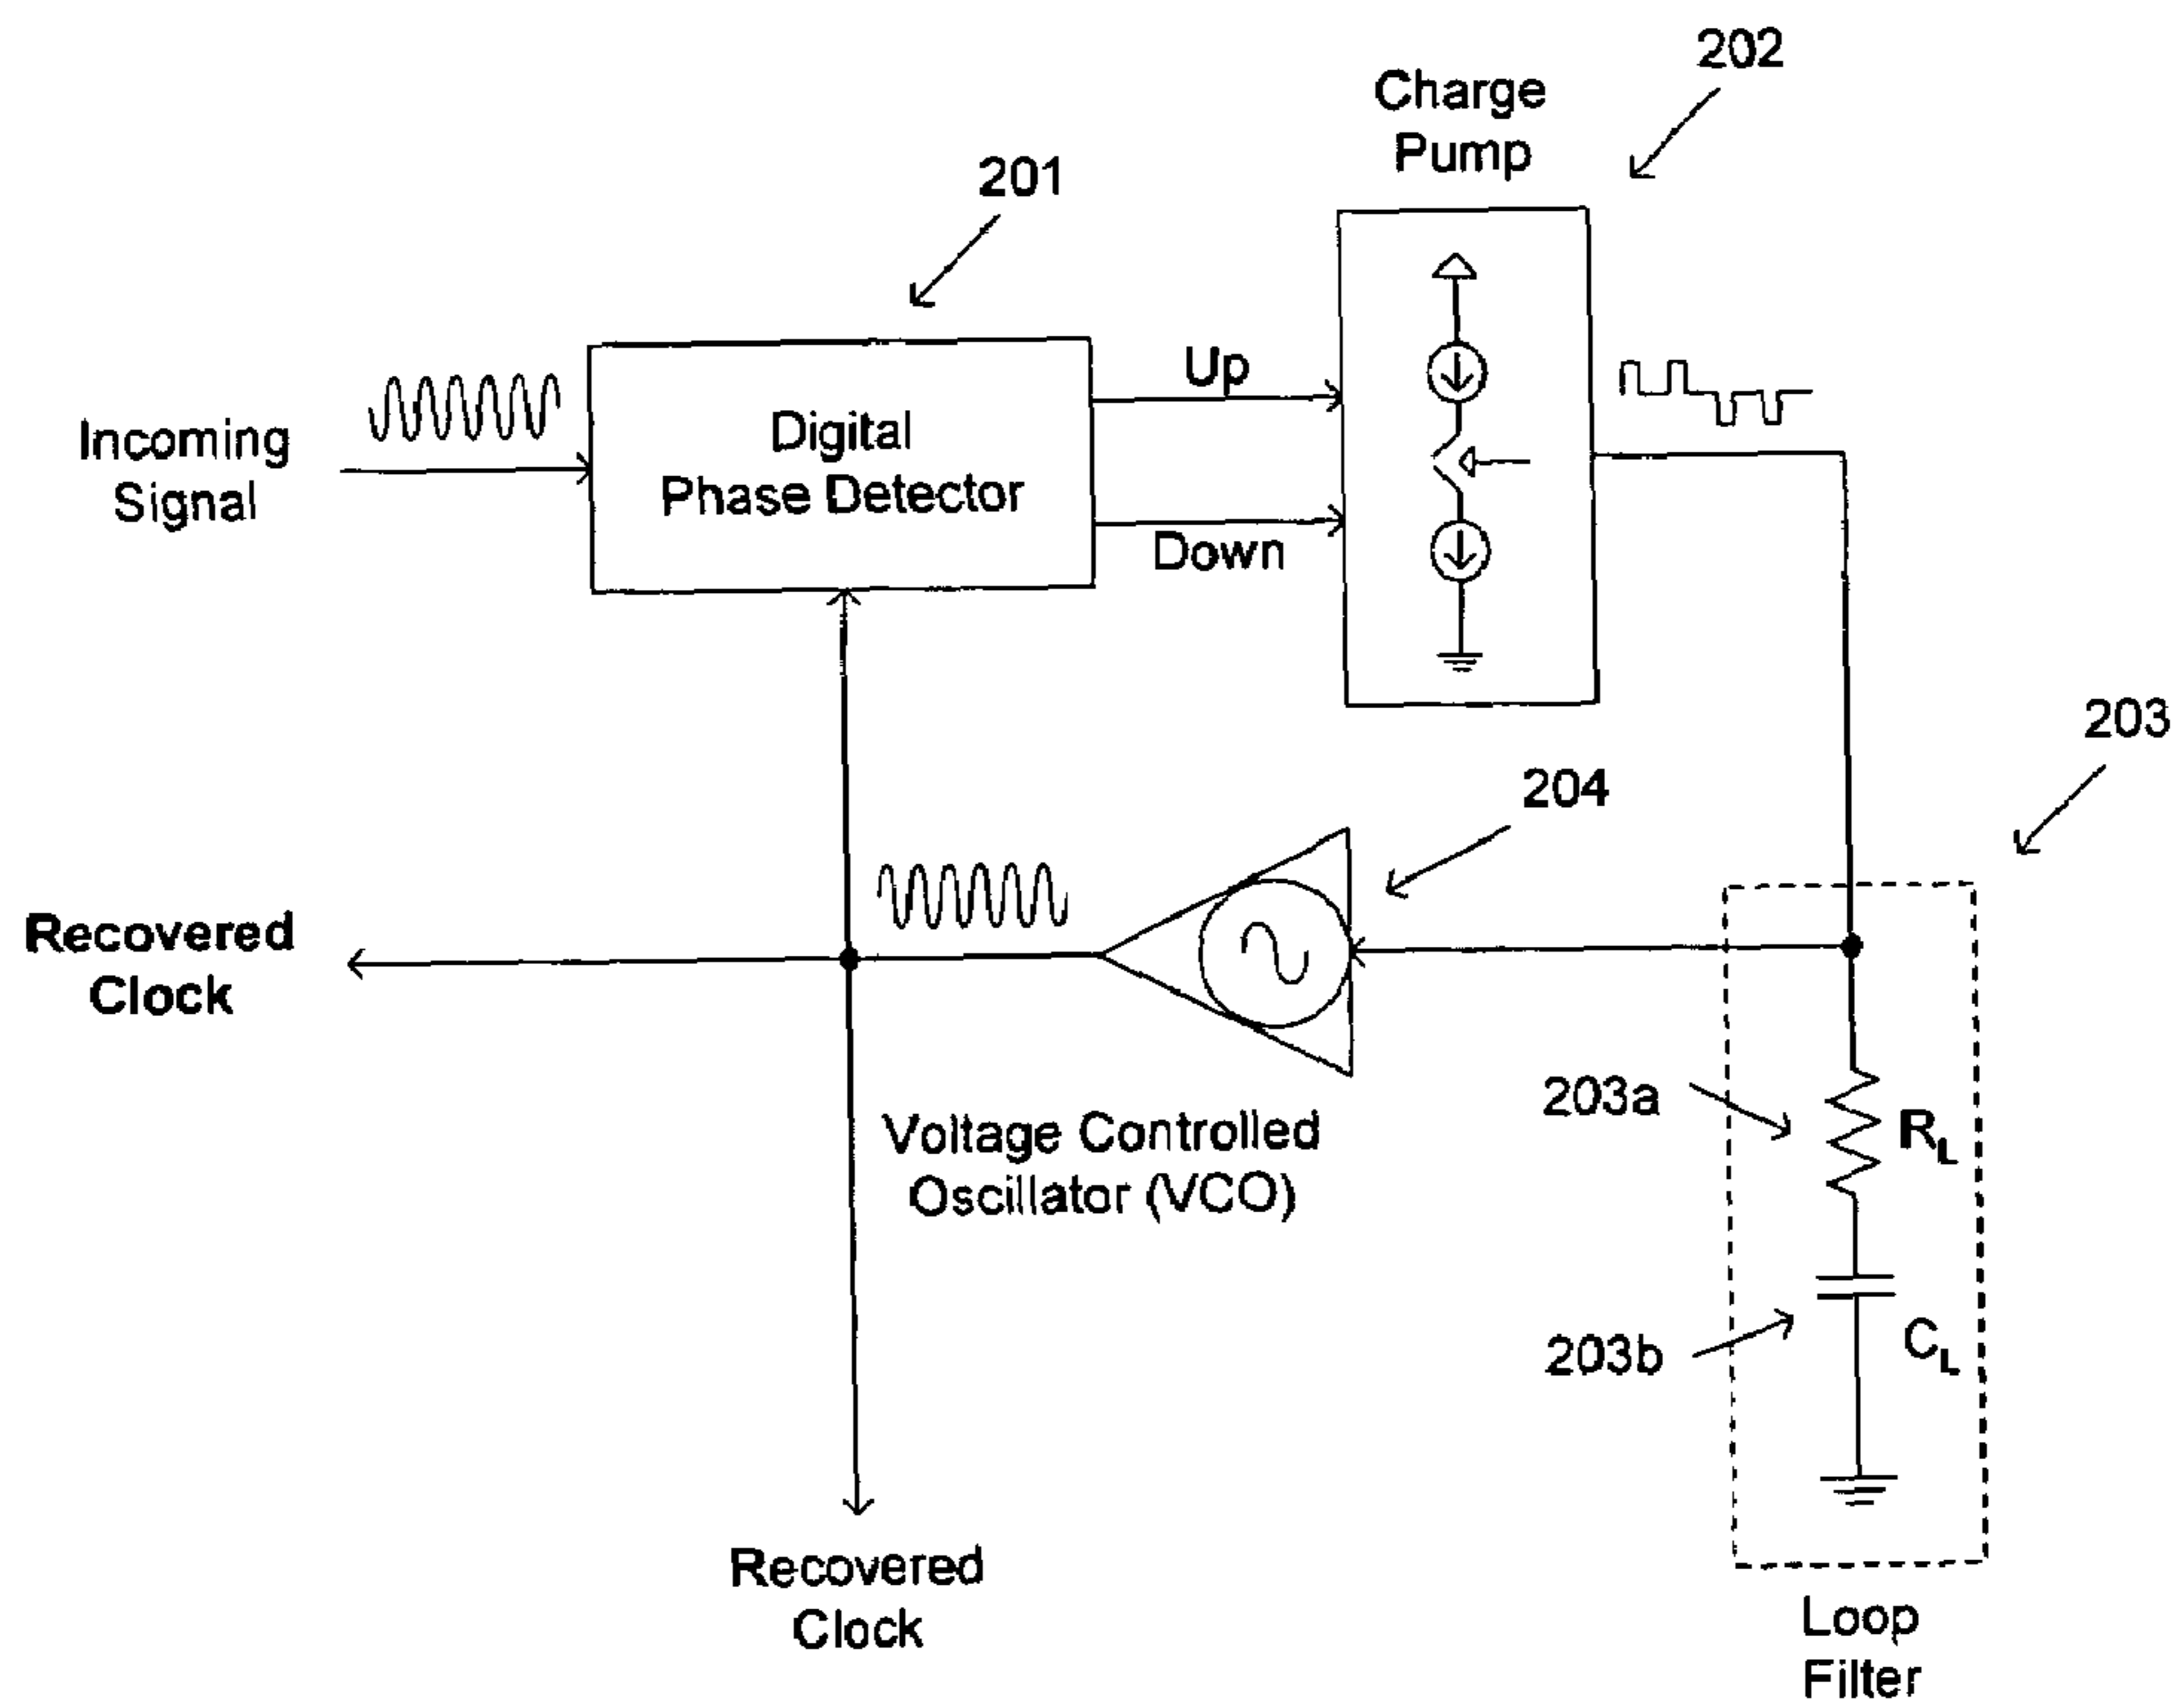 202
Charge
Pump
201
Up
Incoming
Signal
Digital
Phase Detector
Down
203
204
Recovered
Clock
203a
R_L
Voltage Controlled
Oscillator (VCO)
203b
C_L
Recovered
Clock
Loop
Filter